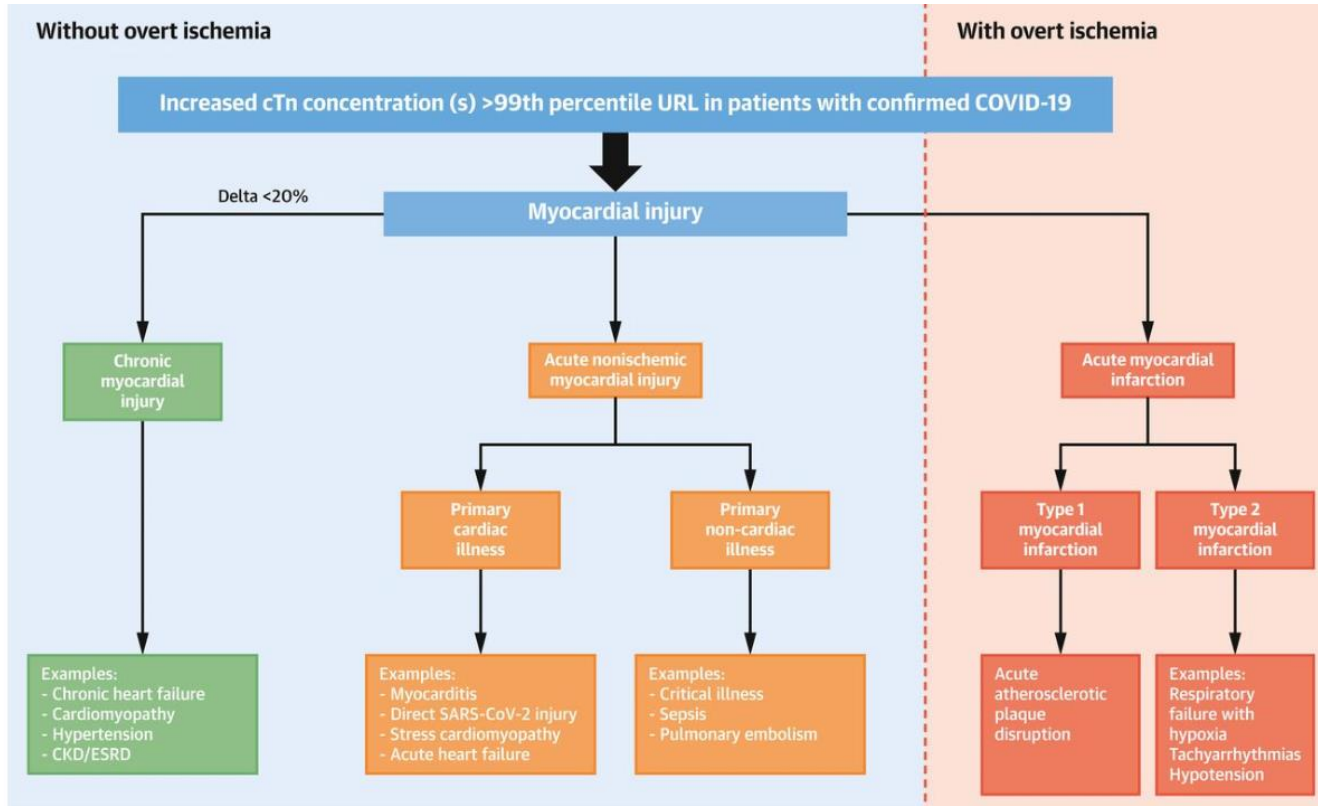 Without overt ischemia
With overt ischemia
Increased cTn concentration (s) >99th percentile URL in patients with confirmed COVID-19
Delta <20%
Myocardial injury
Chronic
myocardial
injury
Acute nonischemic
myocardial injury
Acute myocardial
infarction
Primary
cardiac
illness
Primary
non-cardiac
illness
Type 1
myocardial
infarction
Type 2
myocardial
infarction
Examples:
- Chronic heart failure
- Cardiomyopathy
- Hypertension
- CKD/ESRD
Examples:
- Myocarditis
- Direct SARS-CoV-2 injury
- Stress cardiomyopathy
- Acute heart failure
Examples:
- Critical illness
- Sepsis
- Pulmonary embolism
Acute
atherosclerotic
plaque
disruption
Examples:
Respiratory
failure with
hypoxia
Tachyarrhythmias
Hypotension